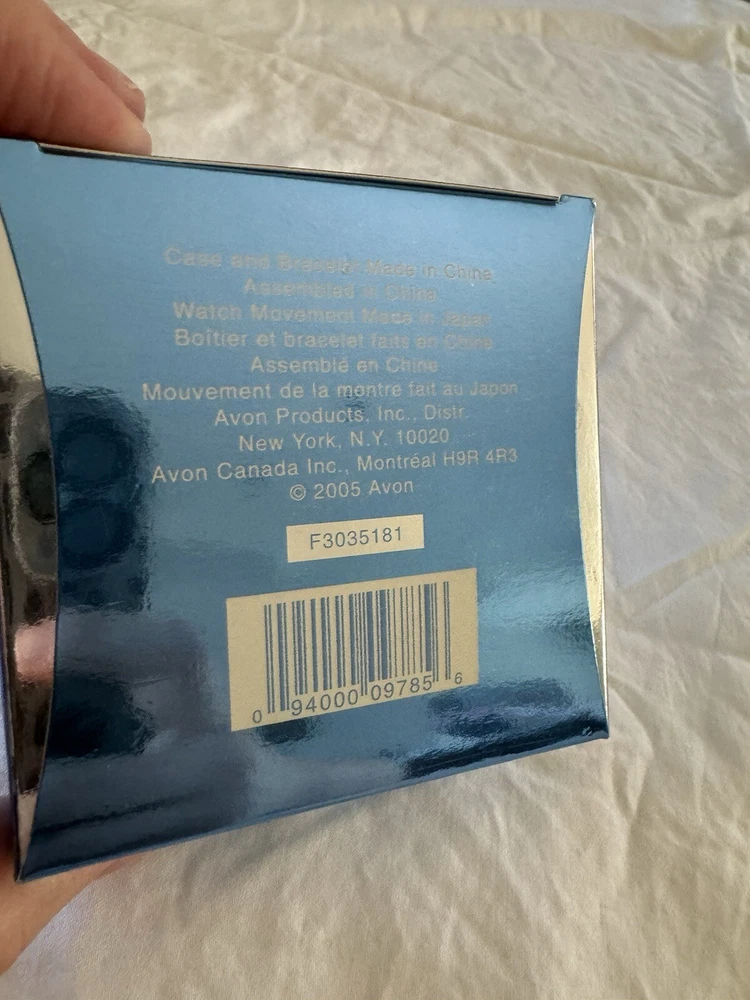 Case and Bracelet Made in China
Assembled in China
Watch Movement Made in Japan
Boîtier et bracelet faits en Chine
Assemblé en Chine
Mouvement de la montre fait au Japon
Avon Products, Inc., Distr.
New York, N.Y. 10020
Avon Canada Inc., Montréal H9R 4R3
© 2005 Avon
F3035181
0 94000 09785 6